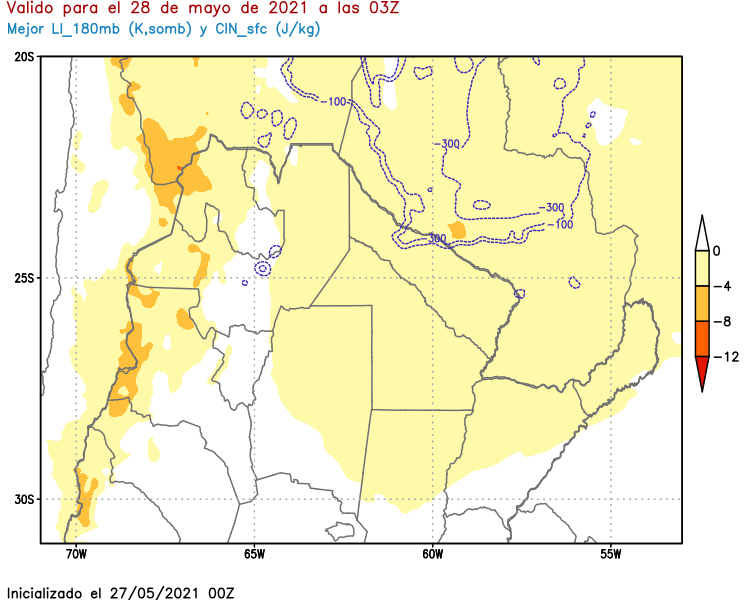 Valido para el 28 de mayo de 2021 a las 03Z
Mejor LI_180mb (K,somb) y CIN_sfc (J/kg)
20S
-100
-300
-300
-100
-300
25S
30S
70W
65W
60W
55W
0
-4
-8
-12
Inicializado el 27/05/2021 00Z